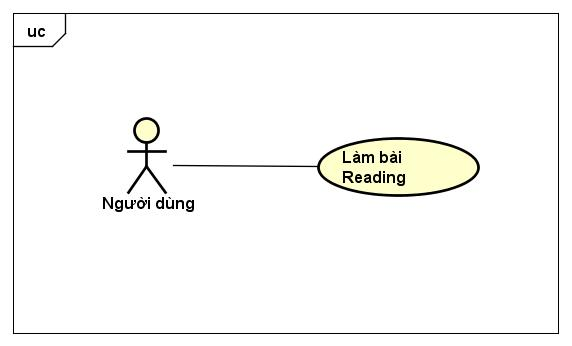 uc
Làm bài
Reading
Người dùng